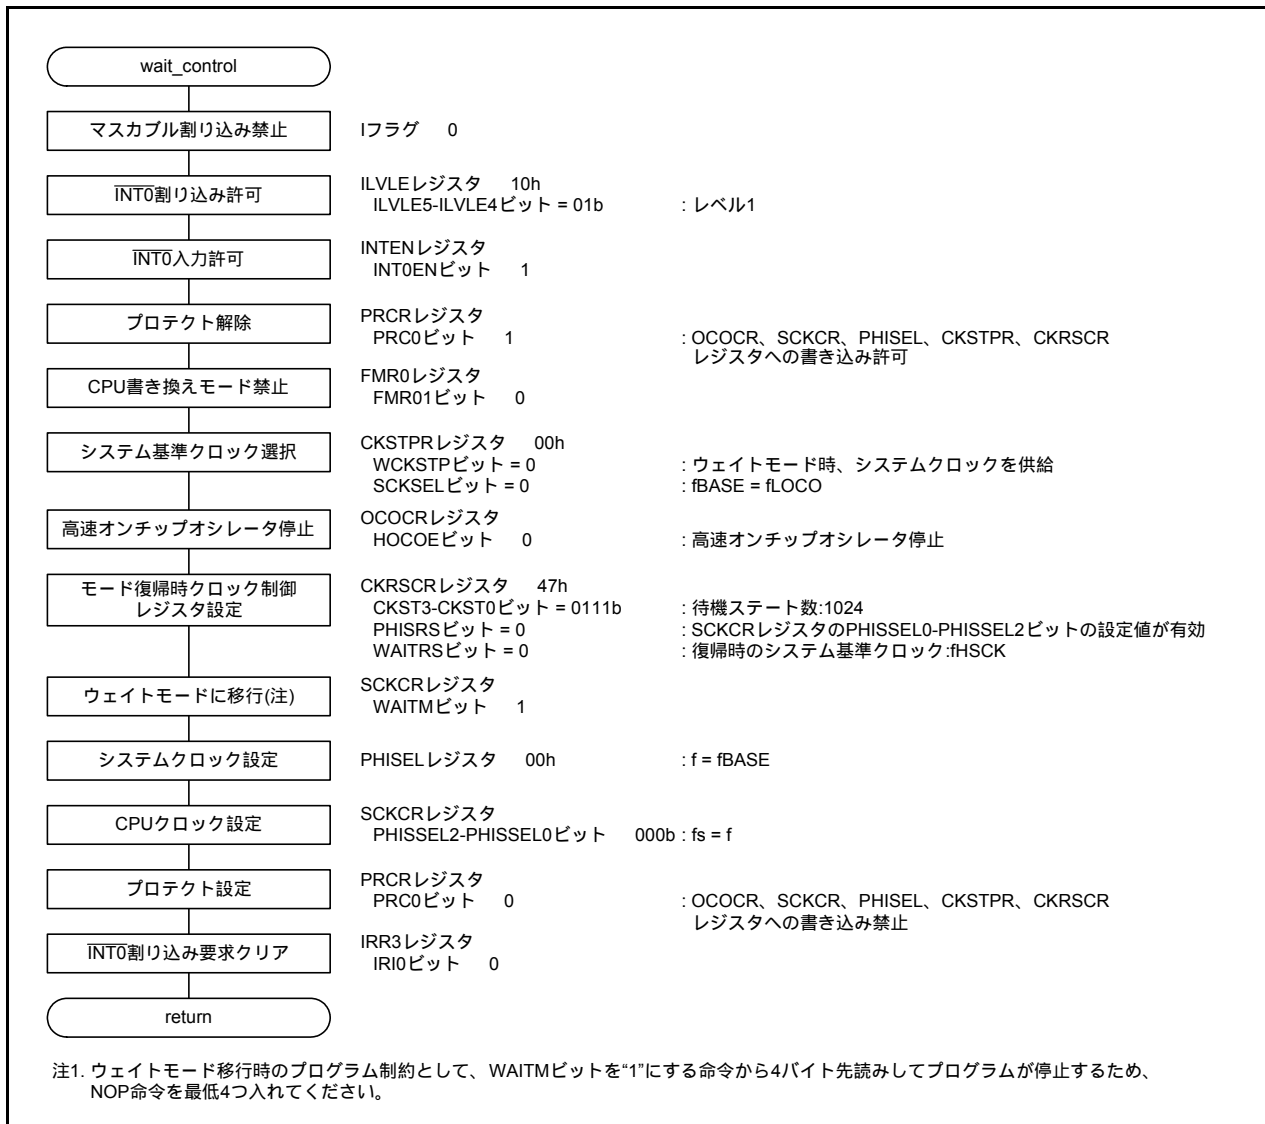 wait_control
マスカブル割り込み禁止
Iフラグ 0
INT0割り込み許可
ILVLEレジスタ 10h
ILVLE5-ILVLE4ビット = 01b : レベル1
INT0入力許可
INTENレジスタ
INT0ENビット 1
プロテクト解除
PRCRレジスタ
PRC0ビット 1 : OCOCR、SCKCR、PHISEL、CKSTPR、CKRSCR
レジスタへの書き込み許可
CPU書き換えモード禁止
FMR0レジスタ
FMR01ビット 0
システム基準クロック選択
CKSTPRレジスタ 00h
WCKSTPビット = 0 : ウェイトモード時、システムクロックを供給
SCKSELビット = 0 : fBASE = fLOCO
高速オンチップオシレータ停止
OCOCRレジスタ
HOCOEビット 0 : 高速オンチップオシレータ停止
モード復帰時クロック制御
レジスタ設定
CKRSCRレジスタ 47h
CKST3-CKST0ビット = 0111b : 待機ステート数:1024
PHISRSビット = 0 : SCKCRレジスタのPHISSEL0-PHISSEL2ビットの設定値が有効
WAITRSビット = 0 : 復帰時のシステム基準クロック:fHSCK
ウェイトモードに移行(注)
SCKCRレジスタ
WAITMビット 1
システムクロック設定
PHISELレジスタ 00h : f = fBASE
CPUクロック設定
SCKCRレジスタ
PHISSEL2-PHISSEL0ビット 000b : fs = f
プロテクト設定
PRCRレジスタ
PRC0ビット 0 : OCOCR、SCKCR、PHISEL、CKSTPR、CKRSCR
レジスタへの書き込み禁止
INT0割り込み要求クリア
IRR3レジスタ
IRI0ビット 0
return
注1. ウェイトモード移行時のプログラム制約として、WAITMビットを“1”にする命令から4バイト先読みしてプログラムが停止するため、
NOP命令を最低4つ入れてください。